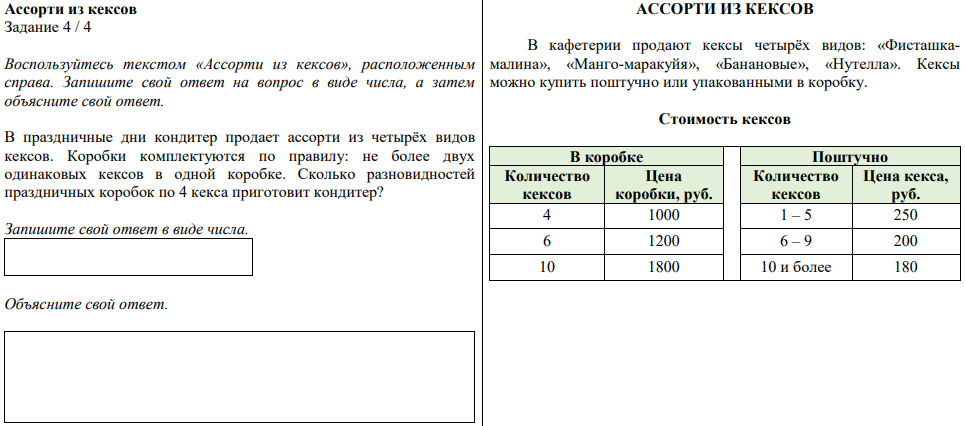 Ассорти из кексов
Задание 4 / 4
Воспользуйтесь текстом «Ассорти из кексов», расположенным
справа. Запишите свой ответ на вопрос в виде числа, а затем
объясните свой ответ.
В праздничные дни кондитер продает ассорти из четырёх видов
кексов. Коробки комплектуются по правилу: не более двух
одинаковых кексов в одной коробке. Сколько разновидностей
праздничных коробок по 4 кекса приготовит кондитер?
Запишите свой ответ в виде числа.
Объясните свой ответ.
АССОРТИ ИЗ КЕКСОВ
В кафетерии продают кексы четырёх видов: «Фисташка-
малина», «Манго-маракуйя», «Банановые», «Нутелла». Кексы
можно купить поштучно или упакованными в коробку.
Стоимость кексов
В коробке Поштучно
Количество Цена Количество Цена кекса,
кексов коробки, руб. кексов руб.
4 1000 1 – 5 250
6 1200 6 – 9 200
10 1800 10 и более 180